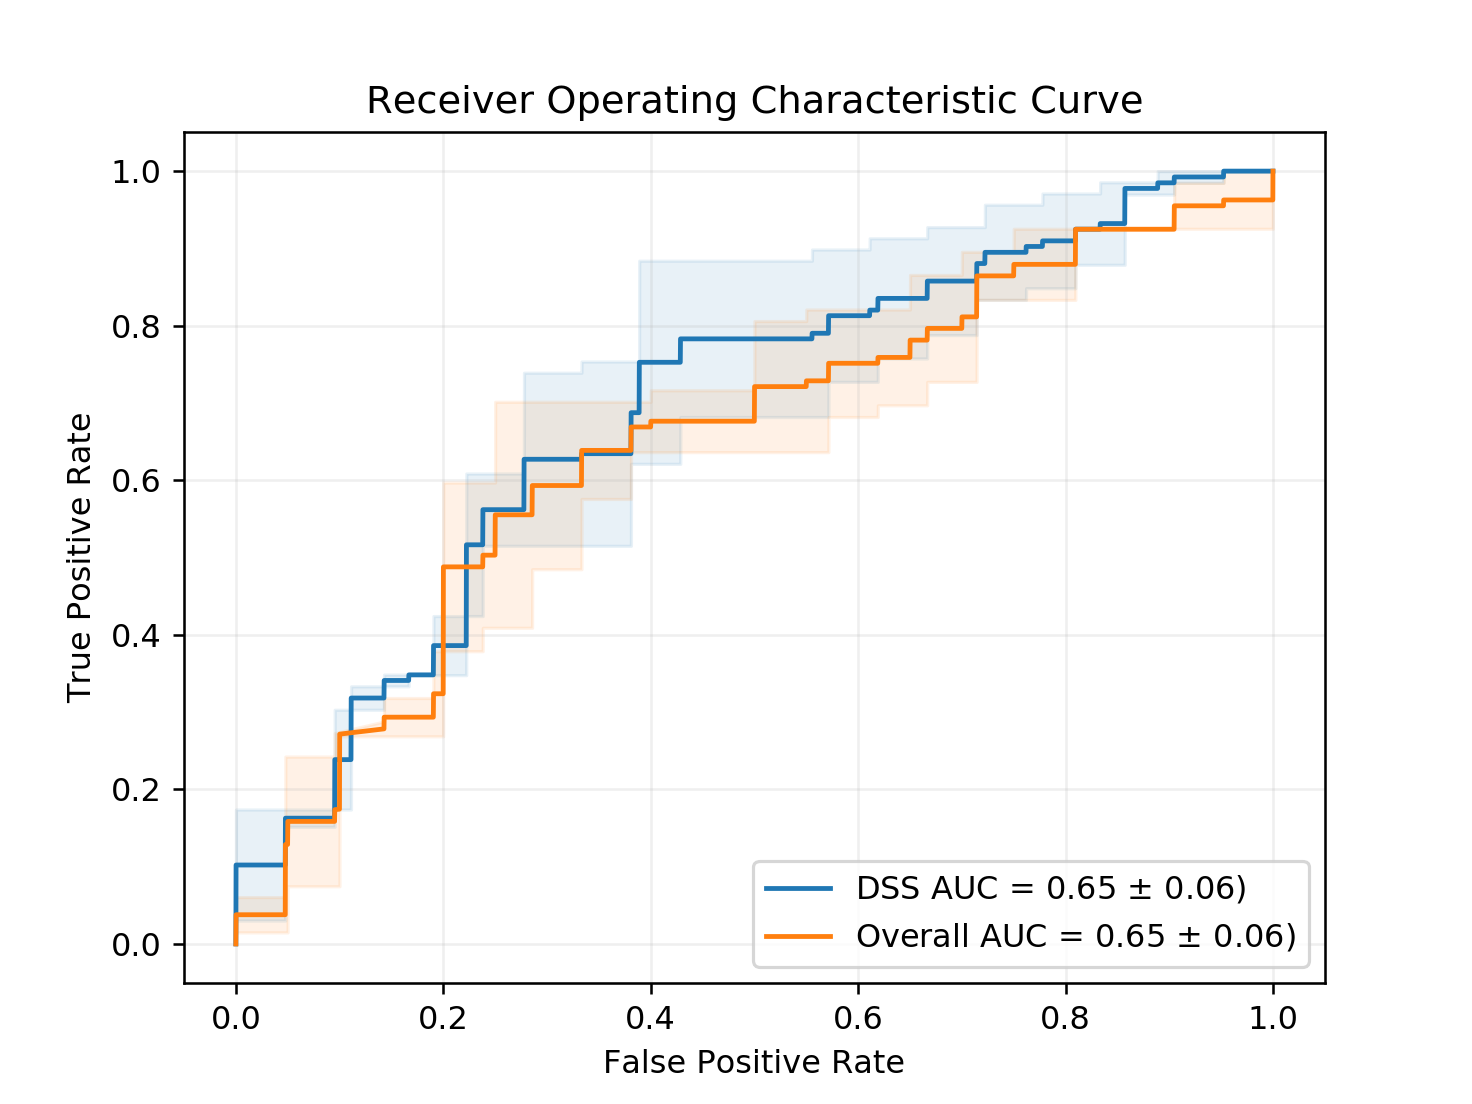 Receiver Operating Characteristic Curve
1.0
0.8
0.6
0.4
0.2
0.0
True Positive Rate
DSS AUC = 0.65 ± 0.06)
Overall AUC = 0.65 ± 0.06)
0.0 0.2 0.4 0.6 0.8 1.0
False Positive Rate